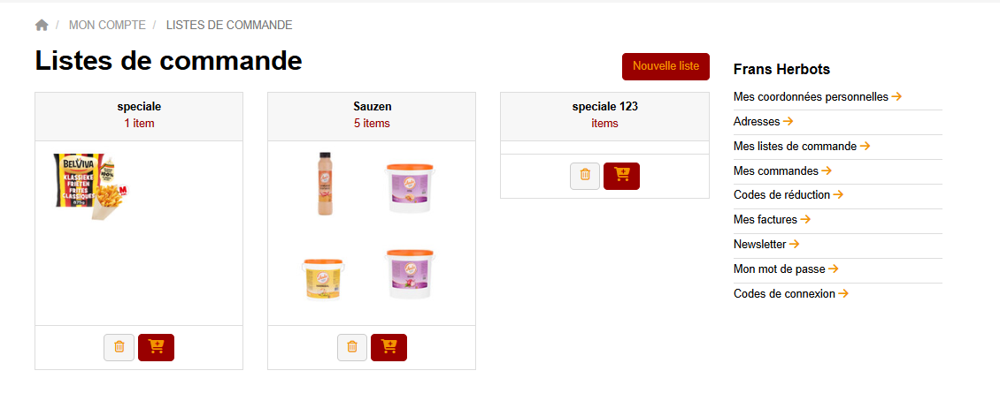 / MON COMPTE / LISTES DE COMMANDE
Listes de commande
Nouvelle liste
speciale
1 item
BELVIVA
KLASSIEKE
FRIETEN
FRITES
CLASSIQUES
100%
Sauzen
5 items
speciale 123
items
Frans Herbots
Mes coordonnées personnelles
Adresses
Mes listes de commande
Mes commandes
Codes de réduction
Mes factures
Newsletter
Mon mot de passe
Codes de connexion